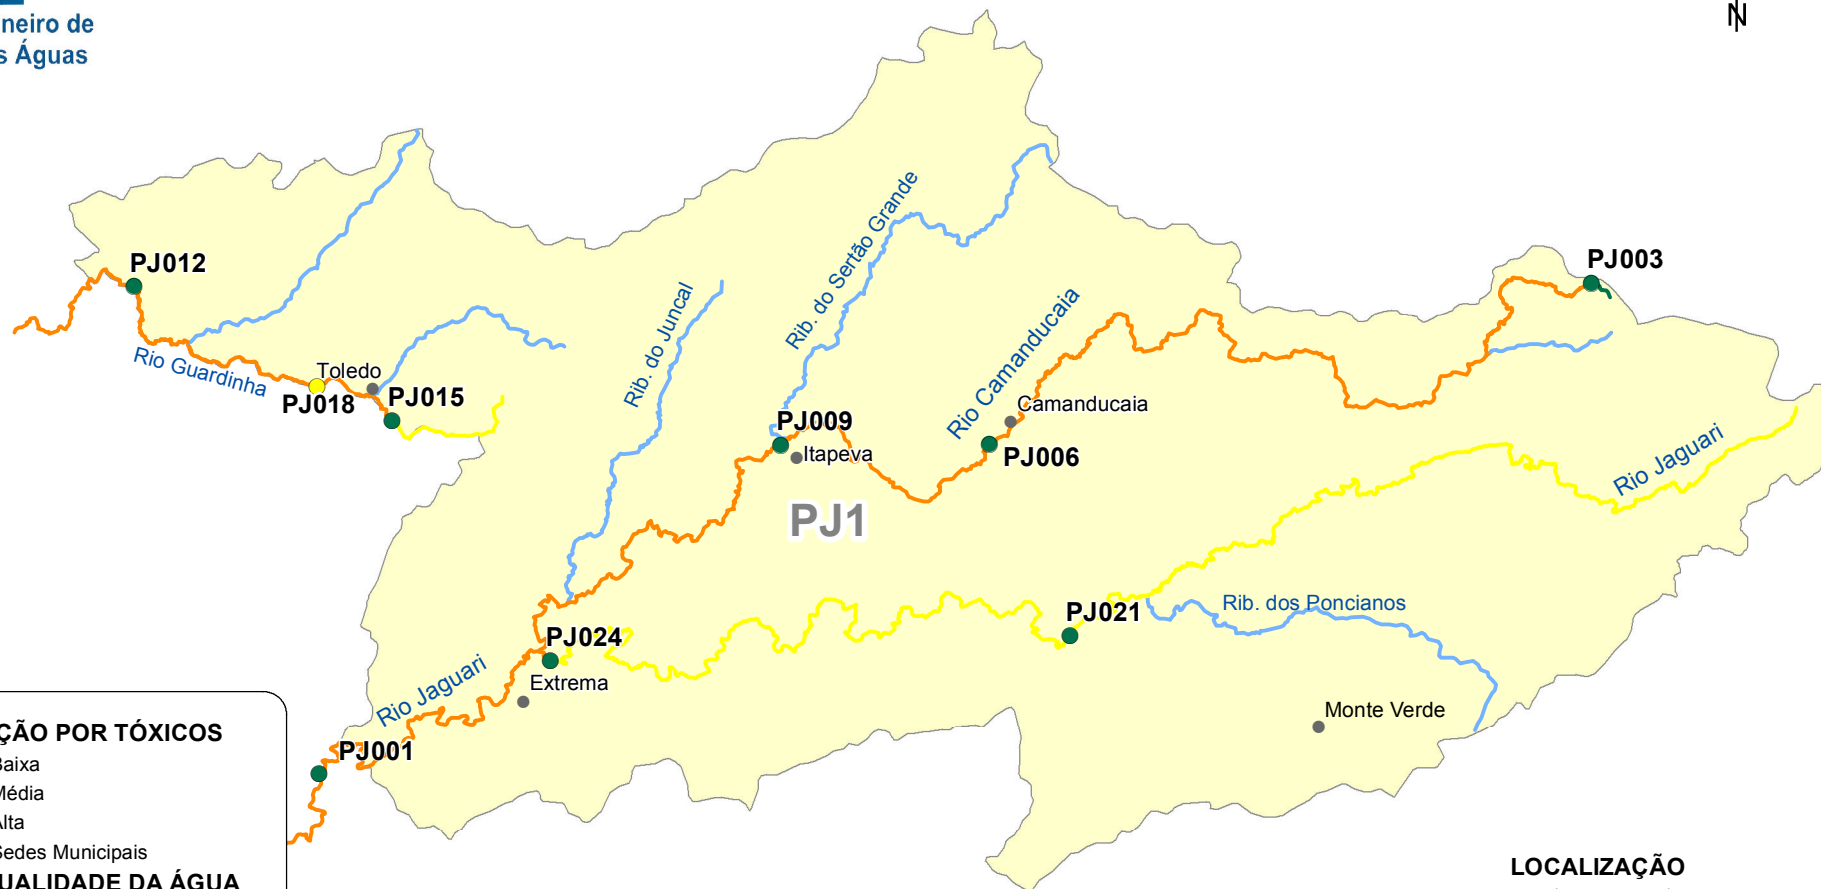 neiro de
s Águas
N
PJ012
PJ003
Rib. do Sertão Grande
Rib. do Juncal
Rio Camanducaia
Rio Guardinha
Toledo
PJ018
PJ015
PJ009
Itapeva
Camanducaia
PJ006
Rio Jaguari
PJ1
Rib. dos Poncianos
PJ021
PJ024
Extrema
Rio Jaguari
Monte Verde
PJ001
ÇÃO POR TÓXICOS
Baixa
Média
Alta
Sedes Municipais
UALIDADE DA ÁGUA
LOCALIZAÇÃO